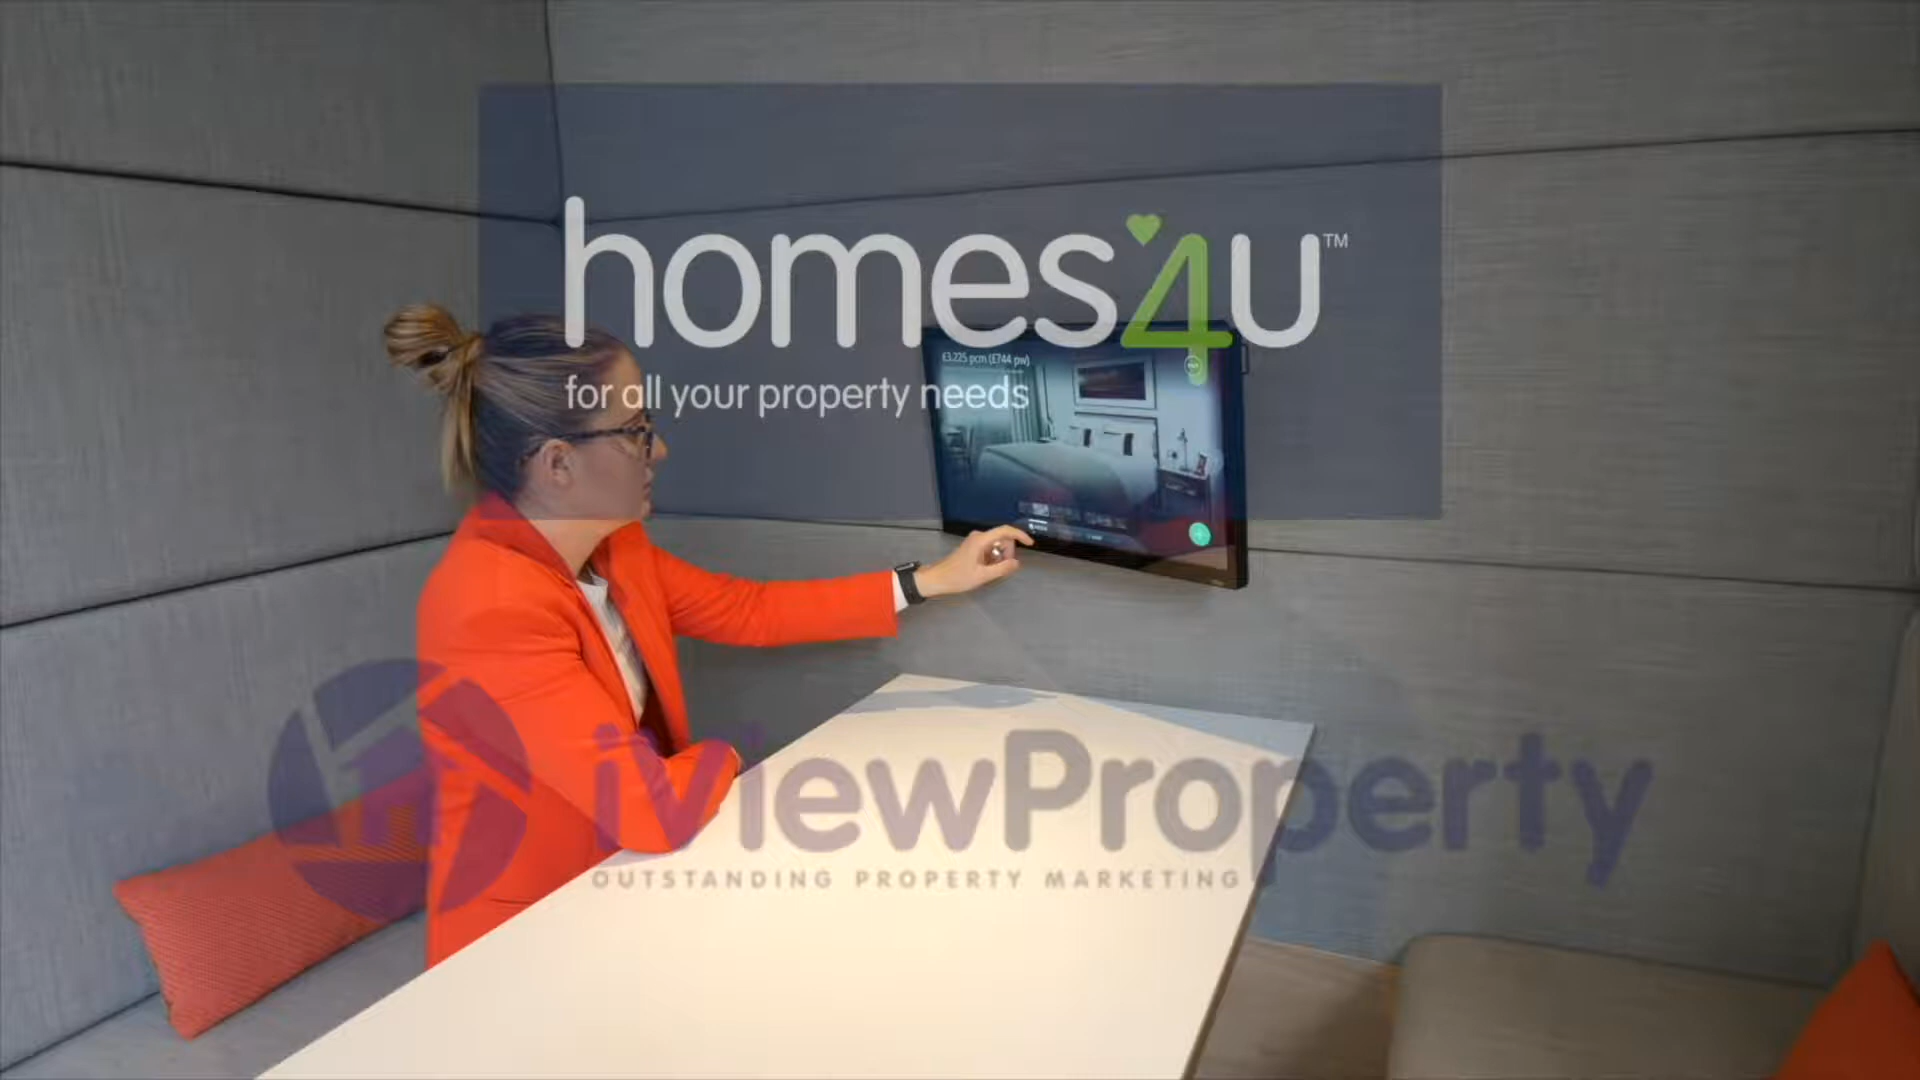 homes4u™
for all your property needs
£3,225 pcm (£744 pw)
iViewProperty
OUTSTANDING PROPERTY MARKETING